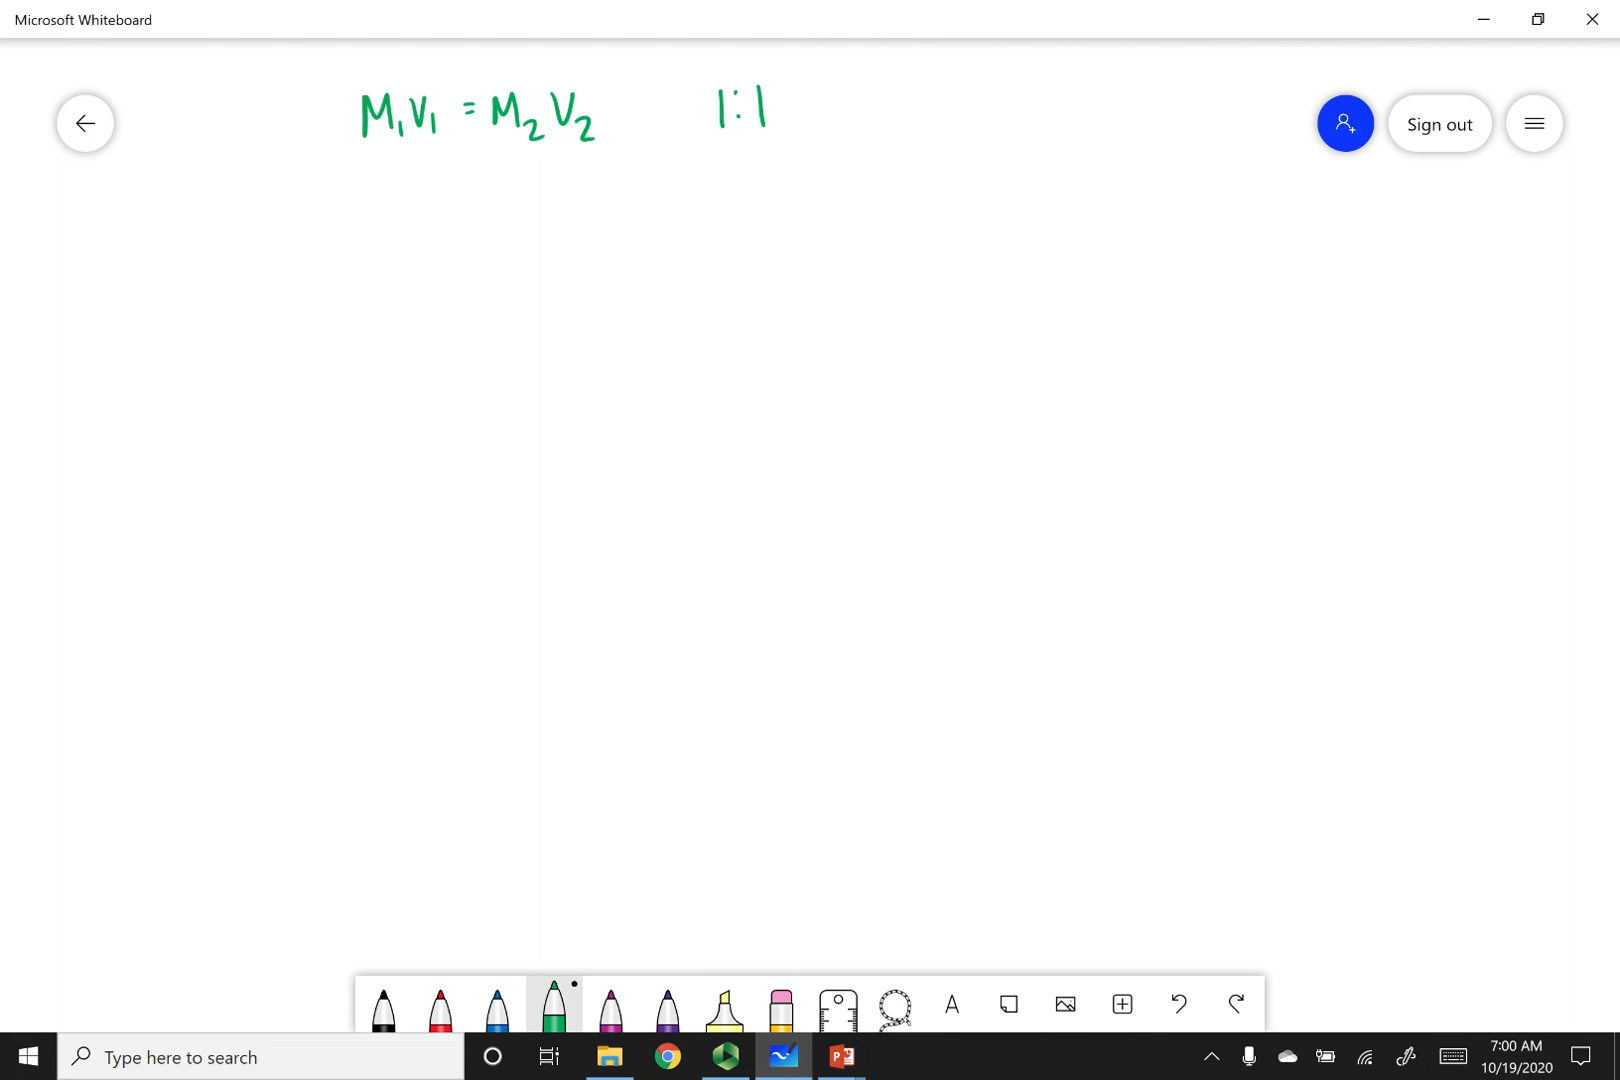 Microsoft Whiteboard
M₁V₁ = M₂V₂ 1:1
Sign out
A
Type here to search
7:00 AM
10/19/2020